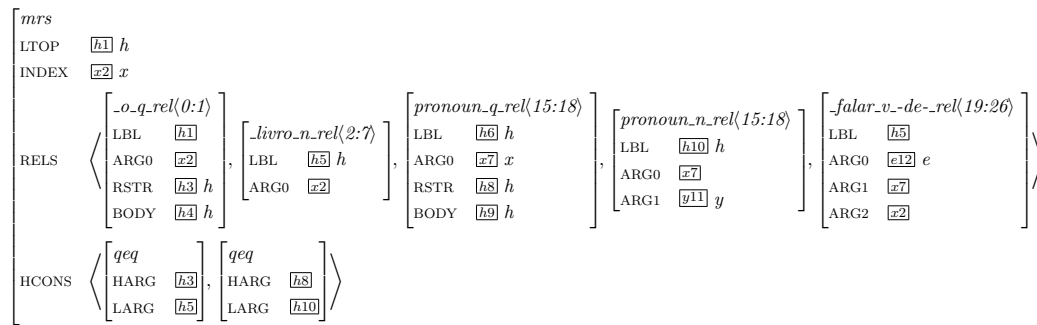 mrs
LTOP h1 h
INDEX x2 x
RELS ⟨ [_o_q_rel⟨0:1⟩ LBL h1 ARG0 x2 RSTR h3 h BODY h4 h], [_livro_n_rel⟨2:7⟩ LBL h5 h ARG0 x2], [pronoun_q_rel⟨15:18⟩ LBL h6 h ARG0 x7 x RSTR h8 h BODY h9 h], [pronoun_n_rel⟨15:18⟩ LBL h10 h ARG0 x7 ARG1 y11 y], [_falar_v_-de-_rel⟨19:26⟩ LBL h5 ARG0 e12 e ARG1 x7 ARG2 x2] ⟩
HCONS ⟨ [qeq HARG h3 LARG h5], [qeq HARG h8 LARG h10] ⟩